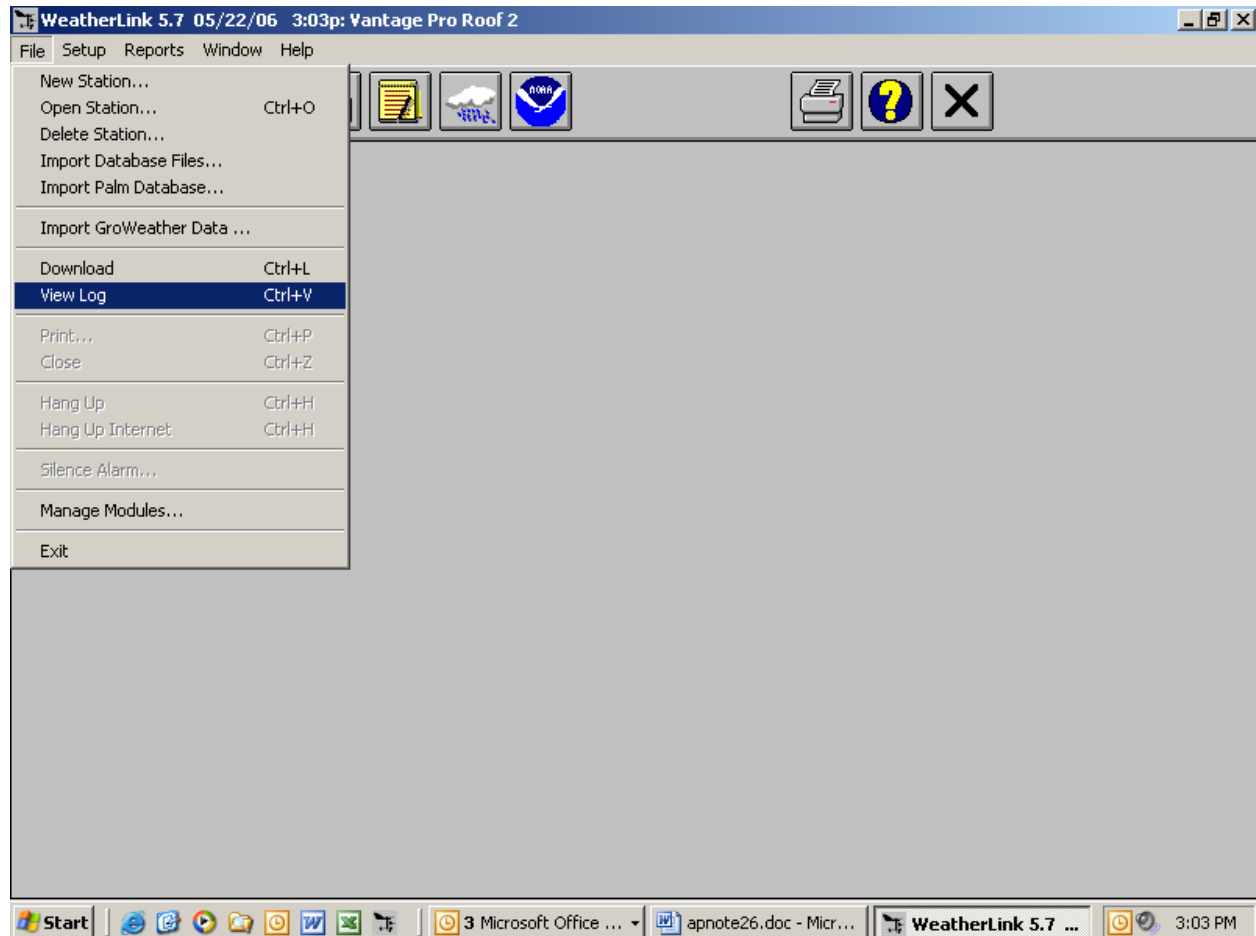 WeatherLink 5.7 05/22/06 3:03p: Vantage Pro Roof 2
File Setup Reports Window Help
New Station...
Open Station... Ctrl+O
Delete Station...
Import Database Files...
Import Palm Database...
Import GroWeather Data ...
Download Ctrl+L
View Log Ctrl+V
Print... Ctrl+P
Close Ctrl+Z
Hang Up Ctrl+H
Hang Up Internet Ctrl+H
Silence Alarm...
Manage Modules...
Exit
NOAA
Start 3 Microsoft Office ... apnote26.doc - Micr... WeatherLink 5.7 ... 3:03 PM